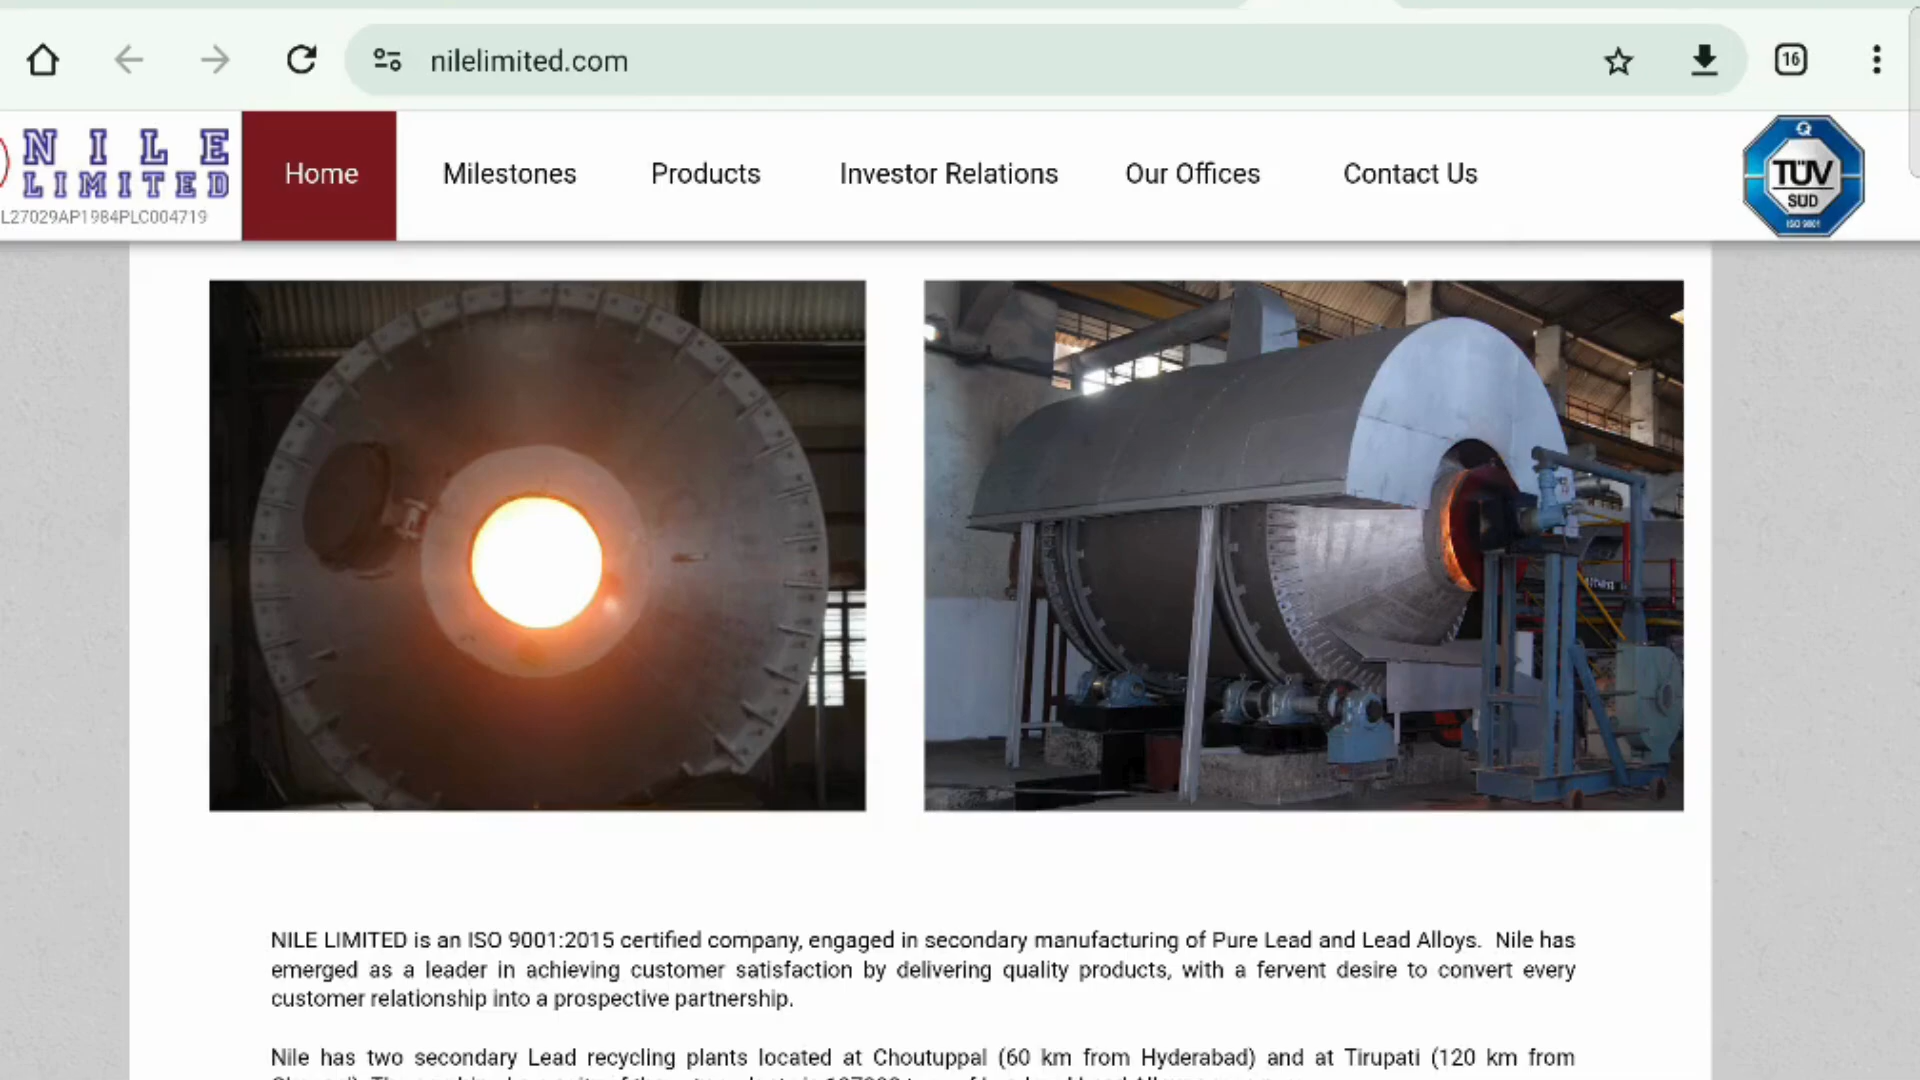 nilelimited.com
16
NILE
LIMITED
L27029AP1984PLC004719
Home
Milestones
Products
Investor Relations
Our Offices
Contact Us
TÜV
SÜD
ISO 9001
NILE LIMITED is an ISO 9001:2015 certified company, engaged in secondary manufacturing of Pure Lead and Lead Alloys. Nile has
emerged as a leader in achieving customer satisfaction by delivering quality products, with a fervent desire to convert every
customer relationship into a prospective partnership.
Nile has two secondary Lead recycling plants located at Choutuppal (60 km from Hyderabad) and at Tirupati (120 km from